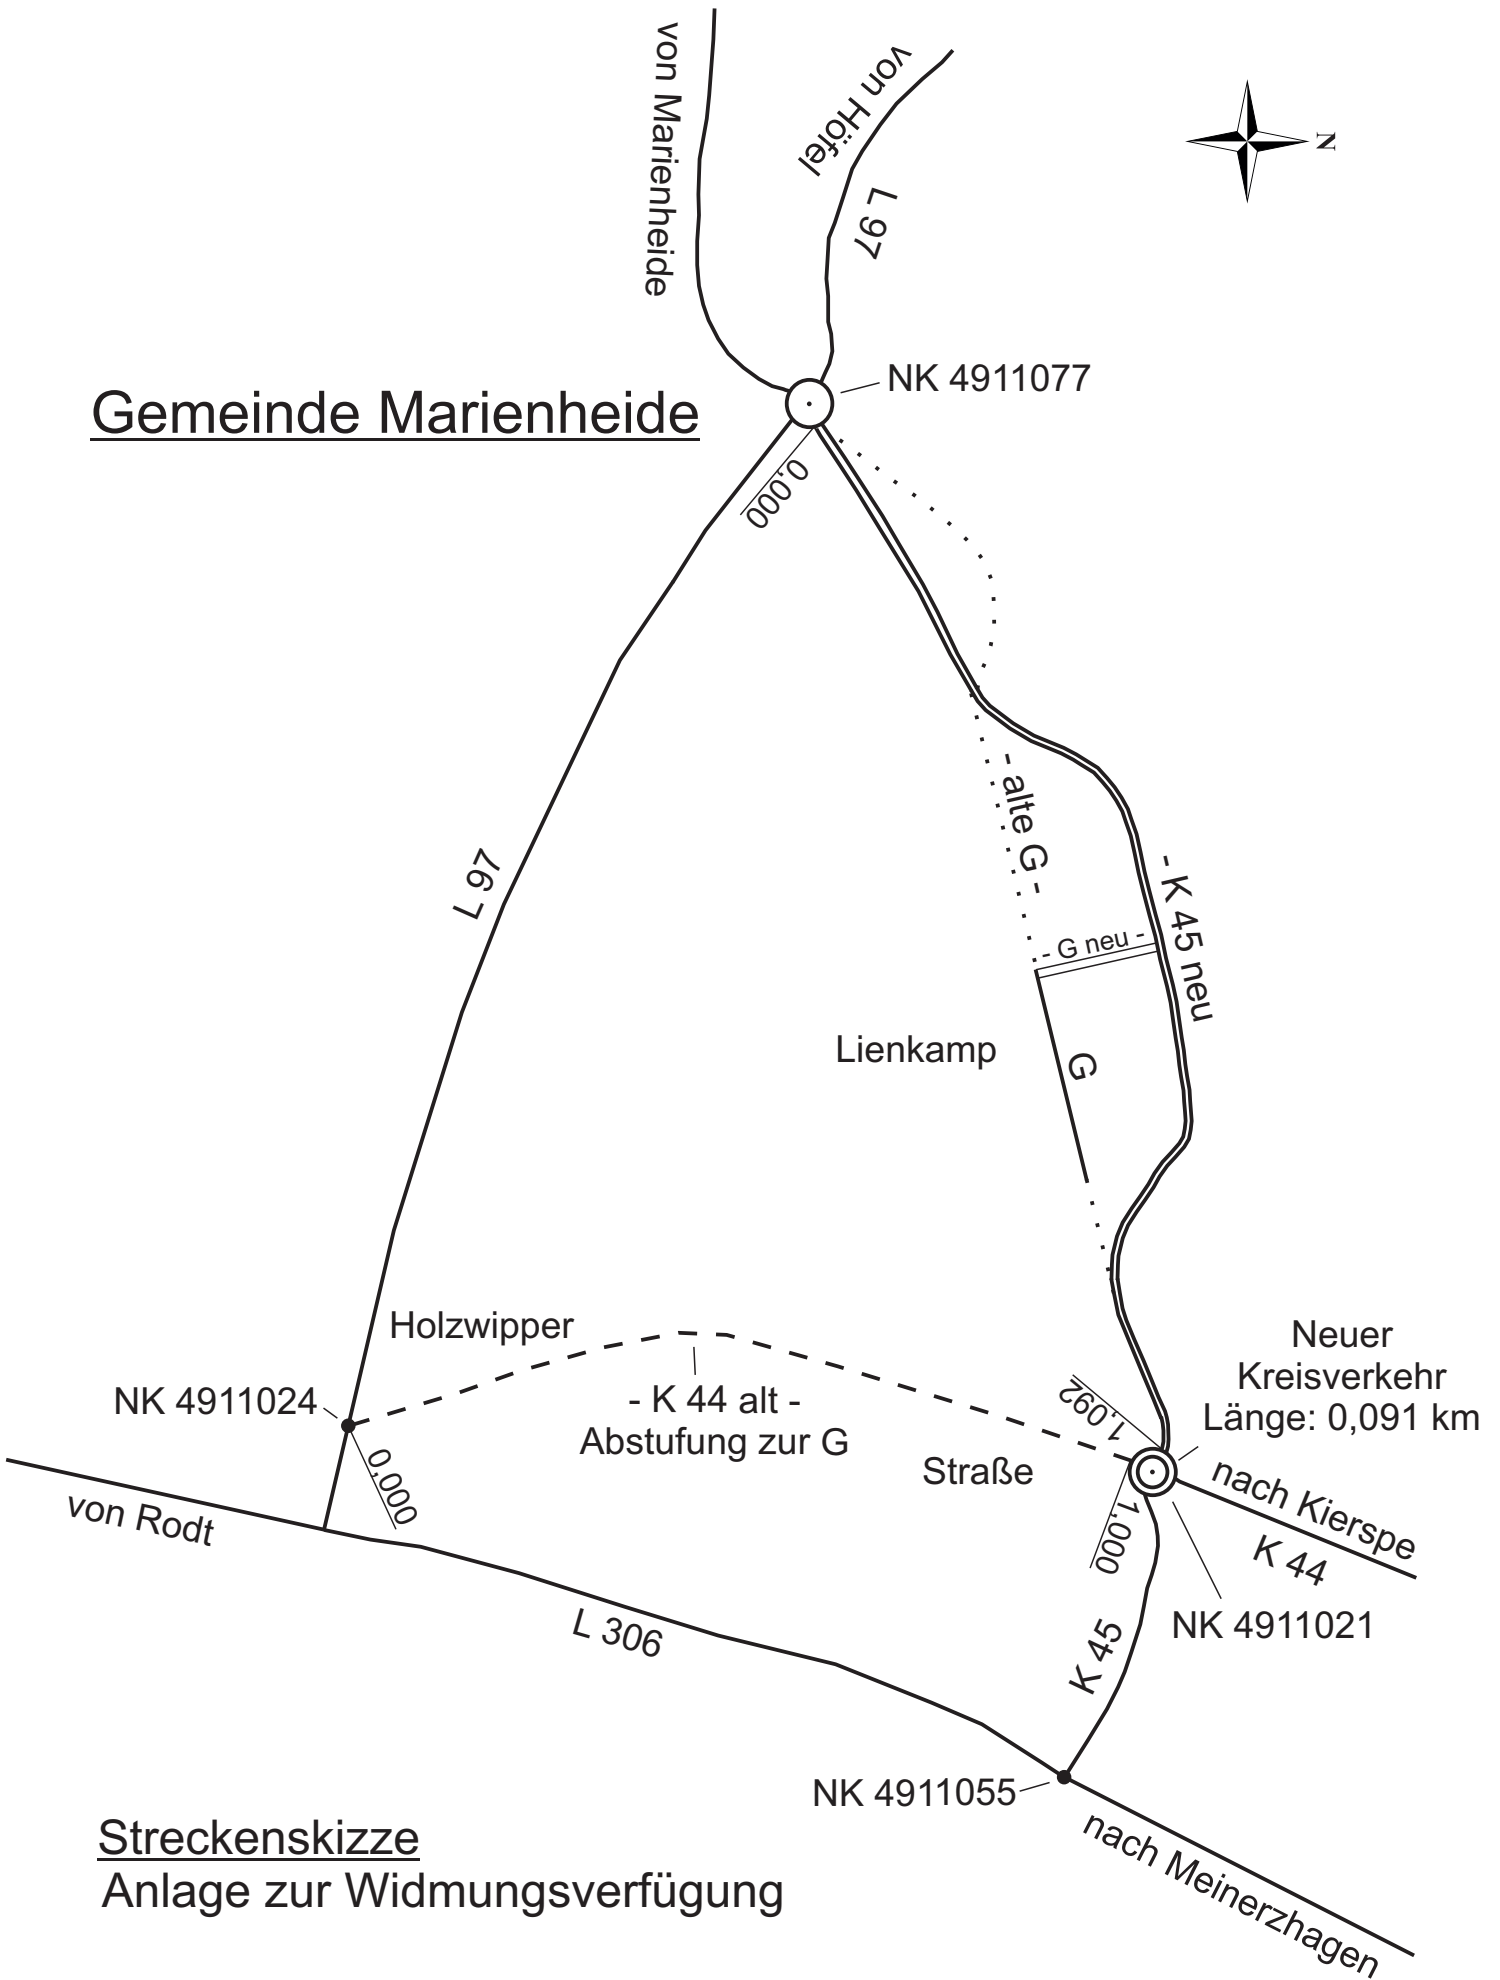 von Marienheide
von Höfel
L 97
N
NK 4911077
Gemeinde Marienheide
0,000
- alte G -
L 97
- K 45 neu
- G neu -
Lienkamp
G
Holzwipper
Neuer
Kreisverkehr
Länge: 0,091 km
NK 4911024
- K 44 alt -
Abstufung zur G
1,092
Straße
0,000
nach Kierspe
von Rodt
1,000
K 44
L 306
NK 4911021
K 45
NK 4911055
nach Meinerzhagen
Streckenskizze
Anlage zur Widmungsverfügung